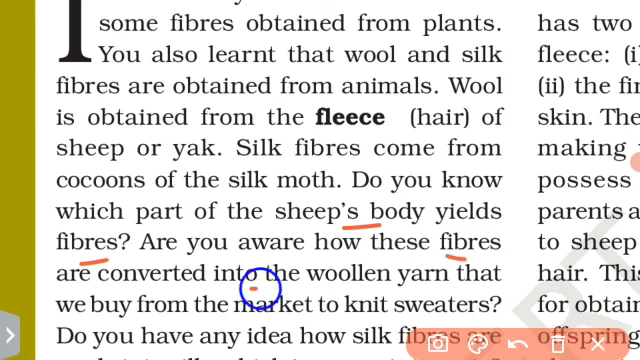 I some fibres obtained from plants.
You also learnt that wool and silk
fibres are obtained from animals. Wool
is obtained from the fleece (hair) of
sheep or yak. Silk fibres come from
cocoons of the silk moth. Do you know
which part of the sheep's body yields
fibres? Are you aware how these fibres
are converted into the woollen yarn that
we buy from the market to knit sweaters?
Do you have any idea how silk fibres are
has two
fleece: (i)
(ii) the fin
skin. The
making
possess
parents a
to sheep
hair. This
for obtain
offspring